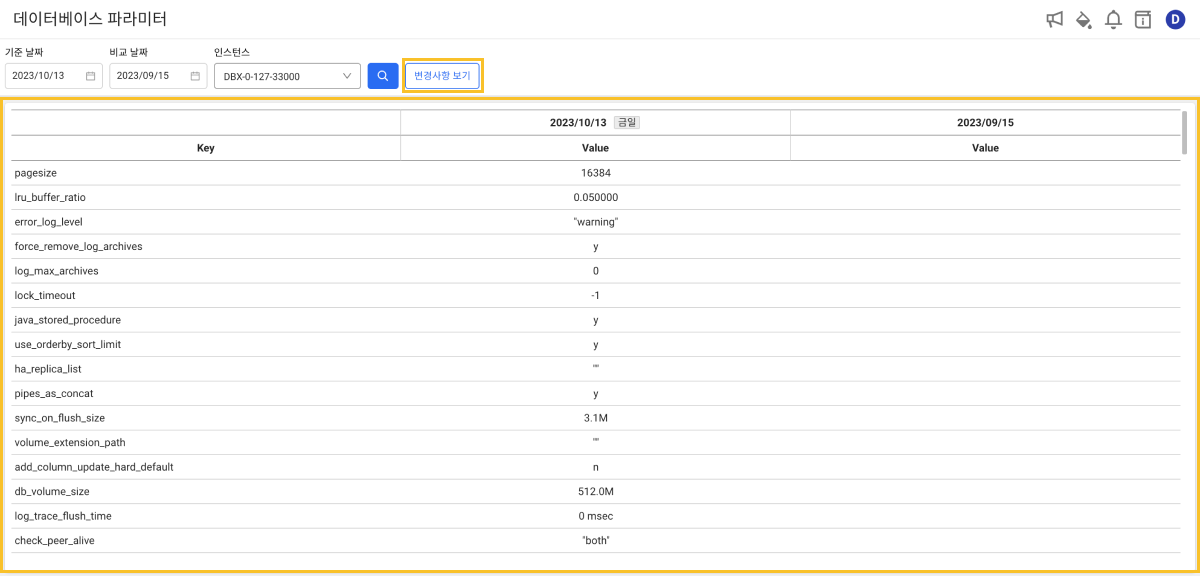 데이터베이스 파라미터
D
기준 날짜 비교 날짜 인스턴스
2023/10/13 2023/09/15 DBX-0-127-33000 변경사항 보기
2023/10/13 금일 2023/09/15
Key Value Value
pagesize 16384
lru_buffer_ratio 0.050000
error_log_level "warning"
force_remove_log_archives y
log_max_archives 0
lock_timeout -1
java_stored_procedure y
use_orderby_sort_limit y
ha_replica_list ""
pipes_as_concat y
sync_on_flush_size 3.1M
volume_extension_path ""
add_column_update_hard_default n
db_volume_size 512.0M
log_trace_flush_time 0 msec
check_peer_alive "both"